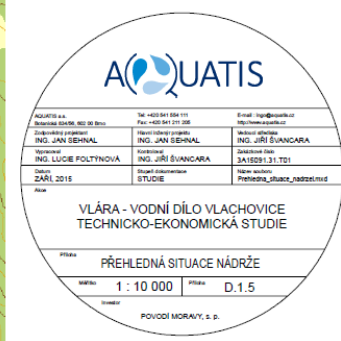 AQUATIS
AQUATIS a.s. Tel: +420 541 554 111 E-mail: ingo@aquatis.cz
Botanická 834/56, 602 00 Brno Fax: +420 541 211 205 http://www.aquatis.cz
Zodpovědný projektant Hlavní inženýr projektu Vedoucí střediska
ING. JAN SEHNAL ING. JAN SEHNAL ING. JIŘÍ ŠVANCARA
Vypracoval Kontroloval Zakázkové číslo
ING. LUCIE FOLTÝNOVÁ ING. JIŘÍ ŠVANCARA 3A15091.31.T01
Datum Stupeň dokumentace Název souboru
ZÁŘÍ, 2015 STUDIE Prehledna_situace_nadrze.mxd
Akce
VLÁRA - VODNÍ DÍLO VLACHOVICE
TECHNICKO-EKONOMICKÁ STUDIE
Příloha
PŘEHLEDNÁ SITUACE NÁDRŽE
Měřítko 1 : 10 000 Příloha D.1.5
Investor
POVODÍ MORAVY, s. p.